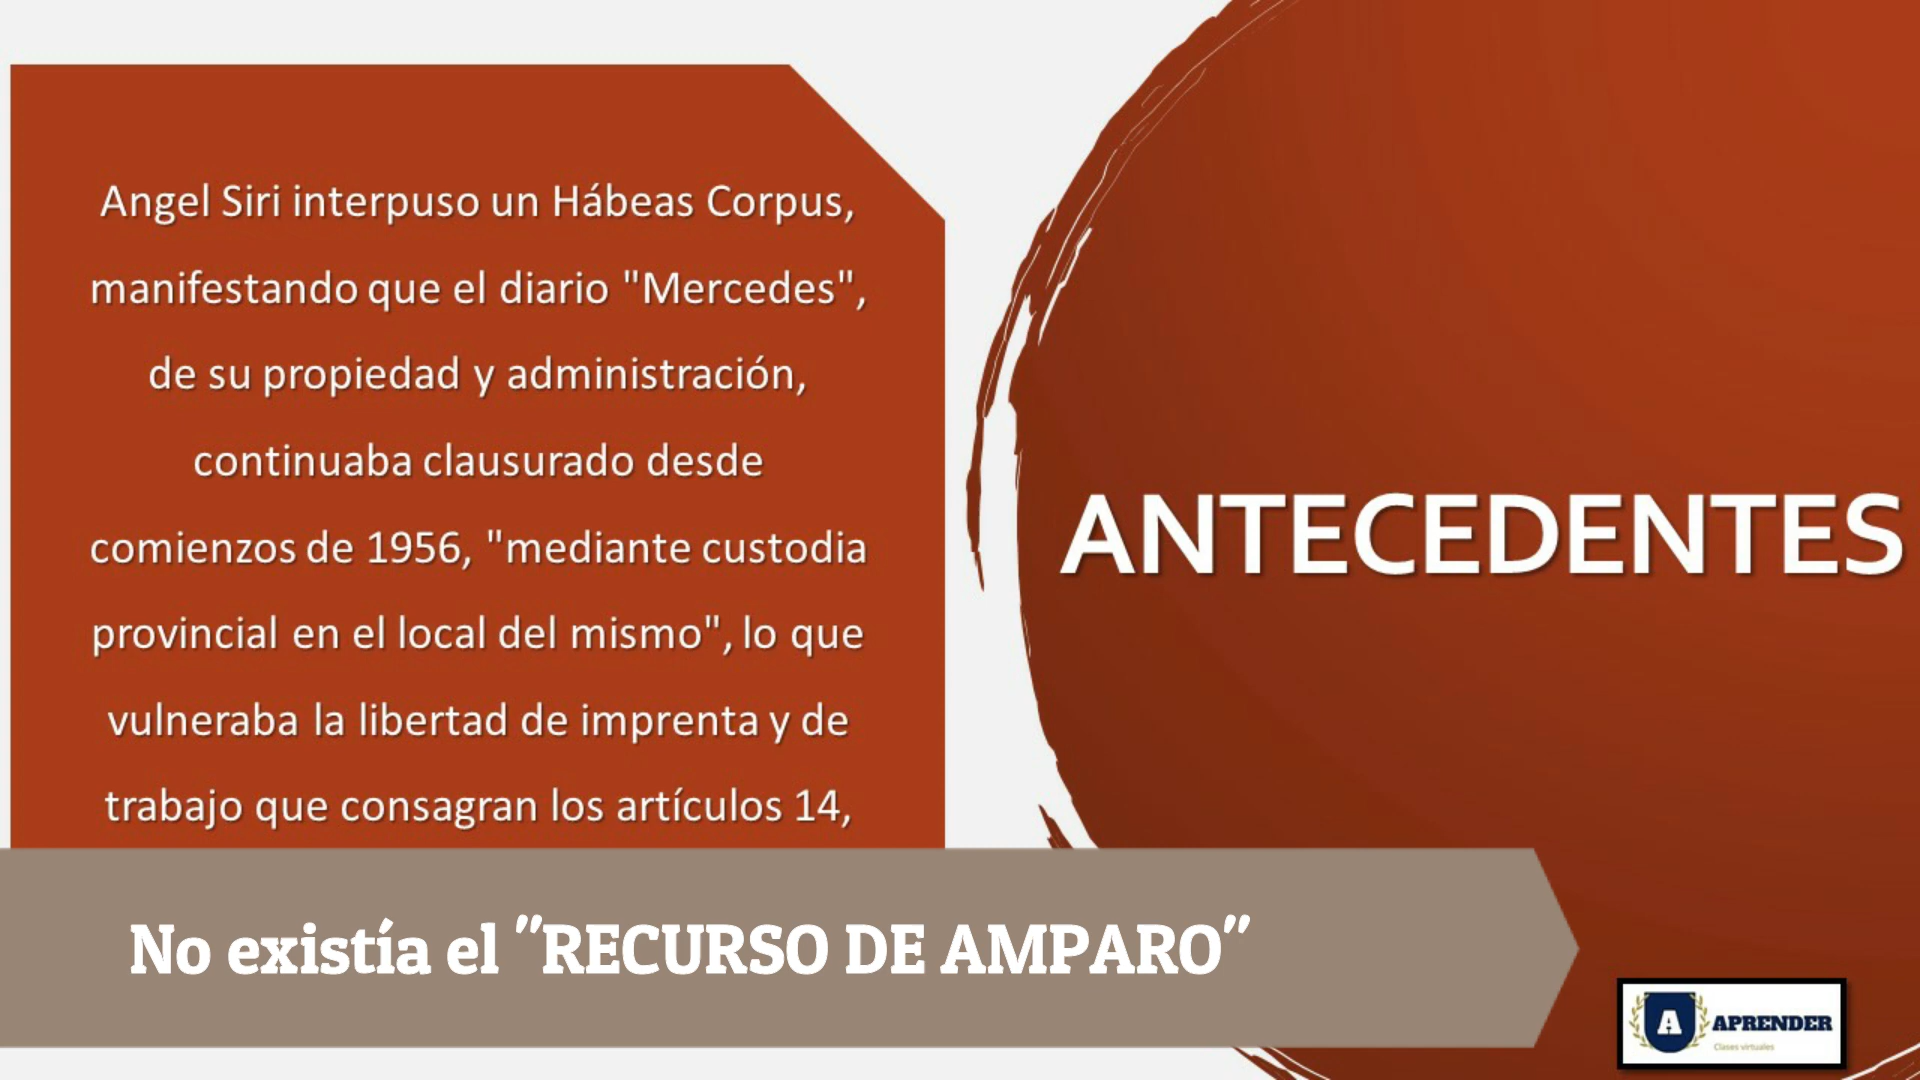 Angel Siri interpuso un Hábeas Corpus,
manifestando que el diario "Mercedes",
de su propiedad y administración,
continuaba clausurado desde
comienzos de 1956, "mediante custodia
provincial en el local del mismo", lo que
vulneraba la libertad de imprenta y de
trabajo que consagran los artículos 14,
ANTECEDENTES
No existía el "RECURSO DE AMPARO"
A APRENDER
Clases virtuales